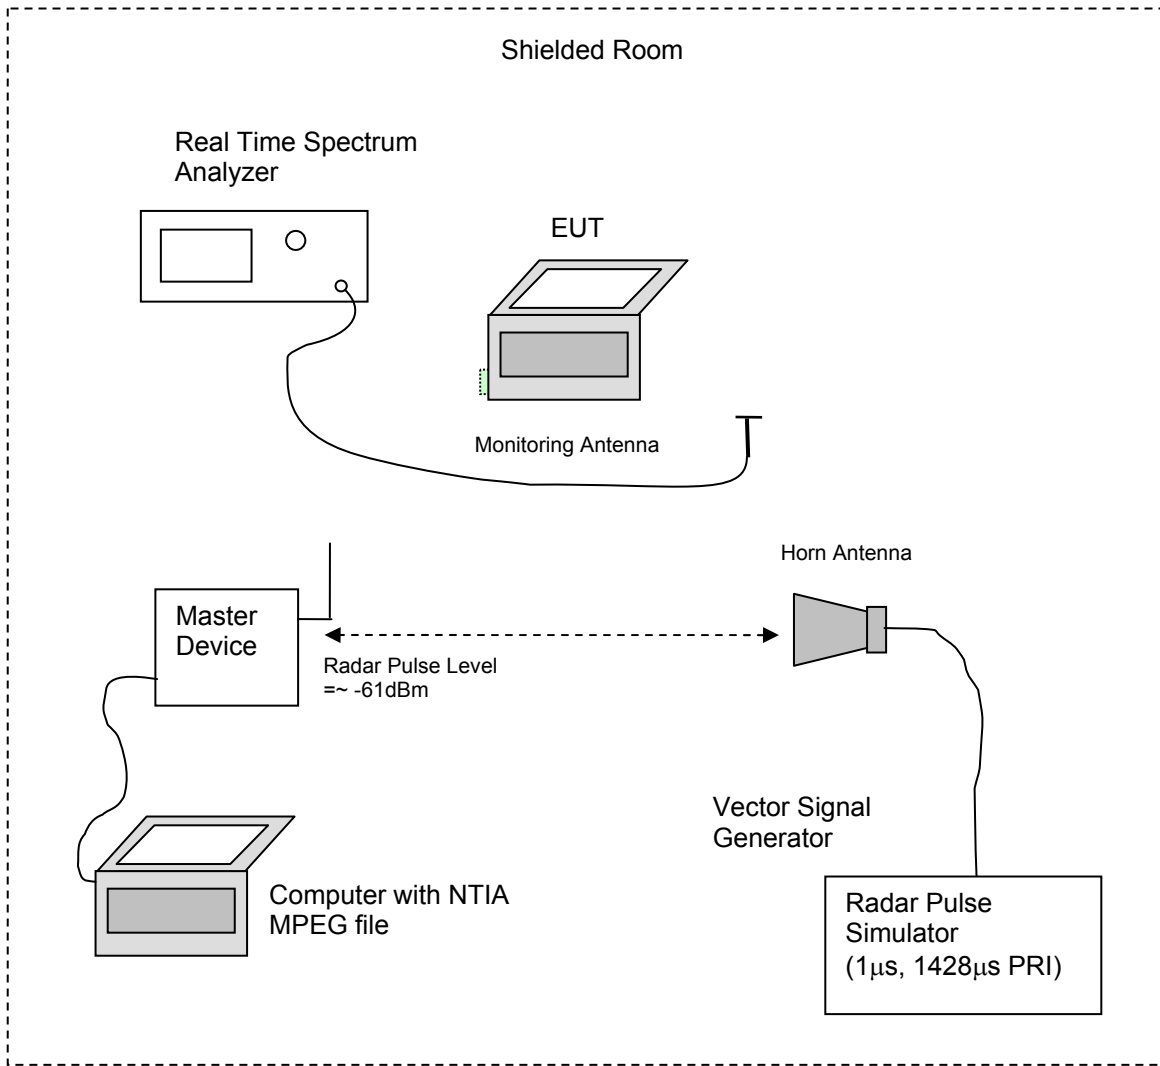 Shielded Room
Real Time Spectrum
Analyzer
EUT
Monitoring Antenna
Horn Antenna
Master
Device
Radar Pulse Level
=~ -61dBm
Vector Signal
Generator
Computer with NTIA
MPEG file
Radar Pulse
Simulator
(1μs, 1428μs PRI)